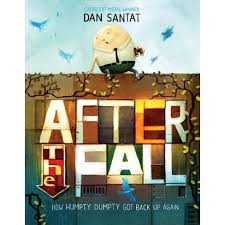 CALDECOTT MEDAL WINNER
DAN SANTAT
AFTER
The
FALL
HOW HUMPTY DUMPTY GOT BACK UP AGAIN